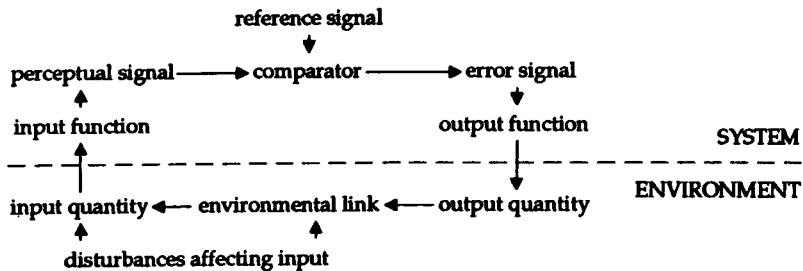 reference signal
perceptual signal comparator error signal
input function output function
SYSTEM
ENVIRONMENT
input quantity environmental link output quantity
disturbances affecting input